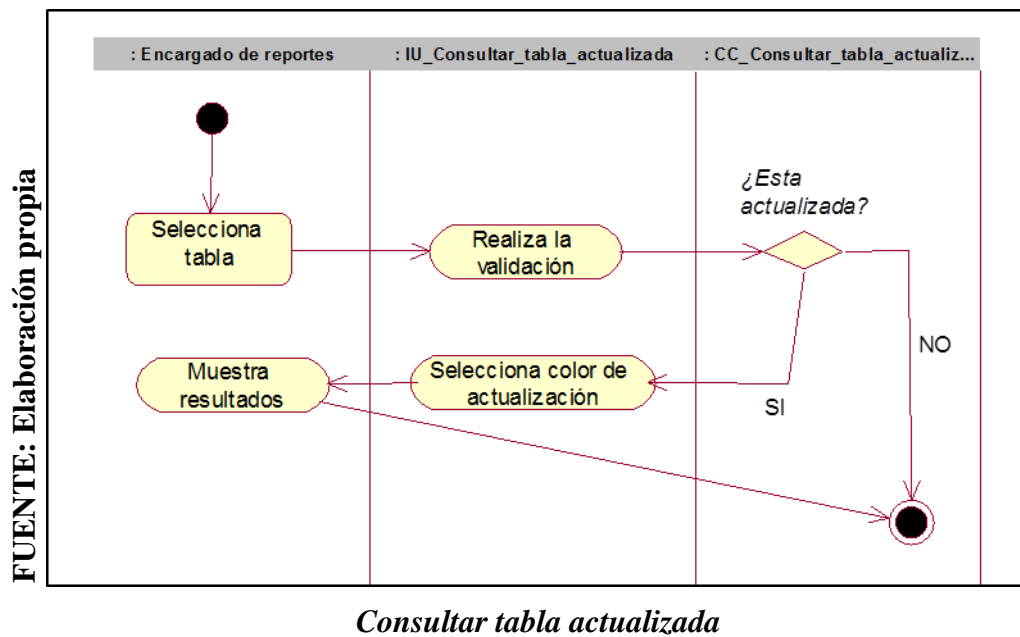 : Encargado de reportes
: IU_Consultar_tabla_actualizada
: CC_Consultar_tabla_actualiz...
¿Esta
actualizada?
Selecciona
tabla
Realiza la
validación
NO
Muestra
resultados
Selecciona color de
actualización
SI
FUENTE: Elaboración propia
Consultar tabla actualizada